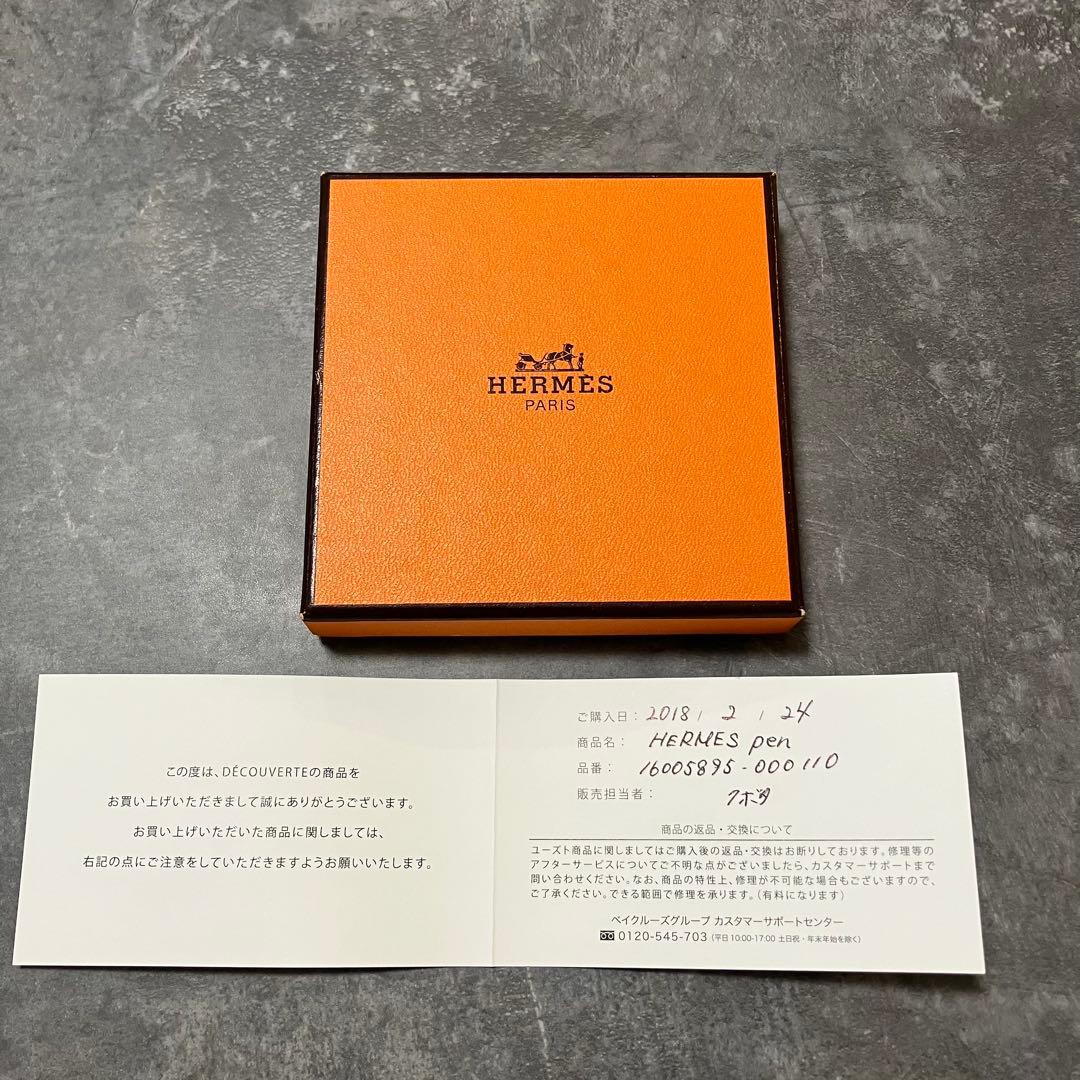 HERMÈS
PARIS
この度は、DÉCOUVERTEの商品を
お買い上げいただきまして誠にありがとうございます。
お買い上げいただいた商品に関しましては、
右記の点にご注意をしていただきますようお願いいたします。
ご購入日：2018 / 2 / 24
商品名： HERMES pen
品番： 16005895-000110
販売担当者： クボタ
商品の返品・交換について
ユーズト商品に関しましてはご購入後の返品・交換はお断りしております。修理等の
アフターサービスについてご不明な点がございましたら、カスタマーサポートまで
問い合わせください。なお、商品の特性上、修理が不可能な場合もございますので、
ご了承ください。できる範囲で修理を承ります。（有料になります）
ベイクルーズグループ カスタマーサポートセンター
0120-545-703（平日10:00-17:00 土日祝・年末年始を除く）